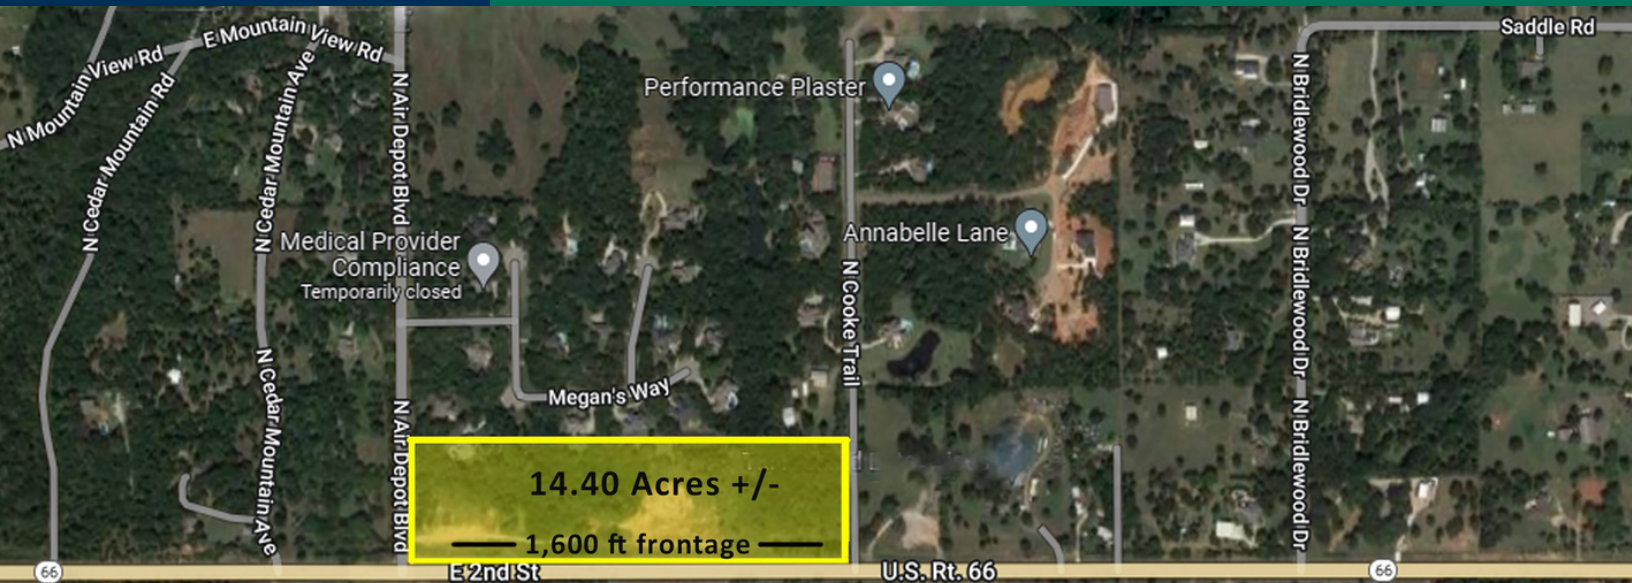 Saddle Rd
E Mountain View Rd
N Mountain View Rd
N Cedar Mountain Rd
N Cedar Mountain Ave
N Air Depot Blvd
Performance Plaster
N Bridlewood Dr
Annabelle Lane
Medical Provider
Compliance
Temporarily closed
N Cooke Trail
N Bridlewood Dr
N Cedar Mountain Ave
Megan's Way
N Air Depot Blvd
N Bridlewood Dr
14.40 Acres +/-
1,600 ft frontage
66
E 2nd St
U.S. Rt. 66
66